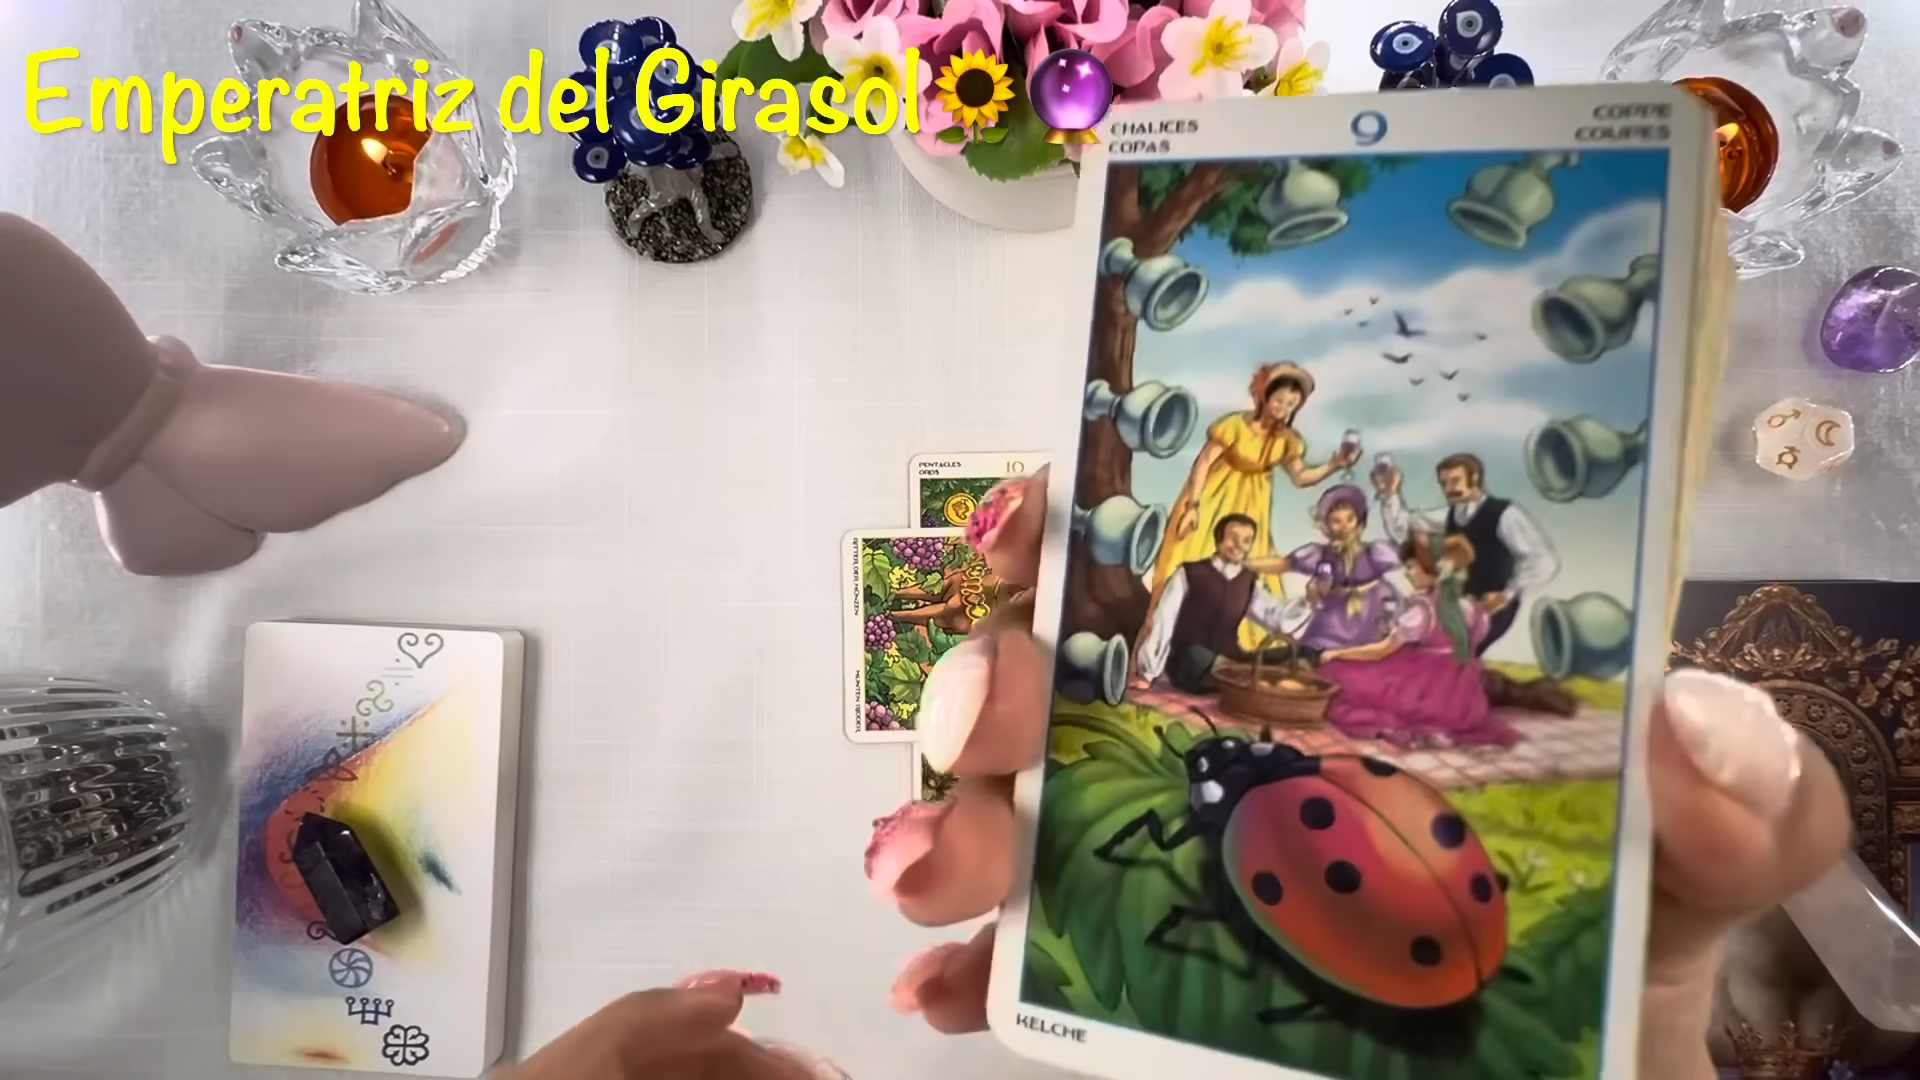 Emperatriz del Girasol🌻🔮
CHALICES
COPAS
9
COPPE
COUPES
PENTACLES
OROS
10
KELCHE